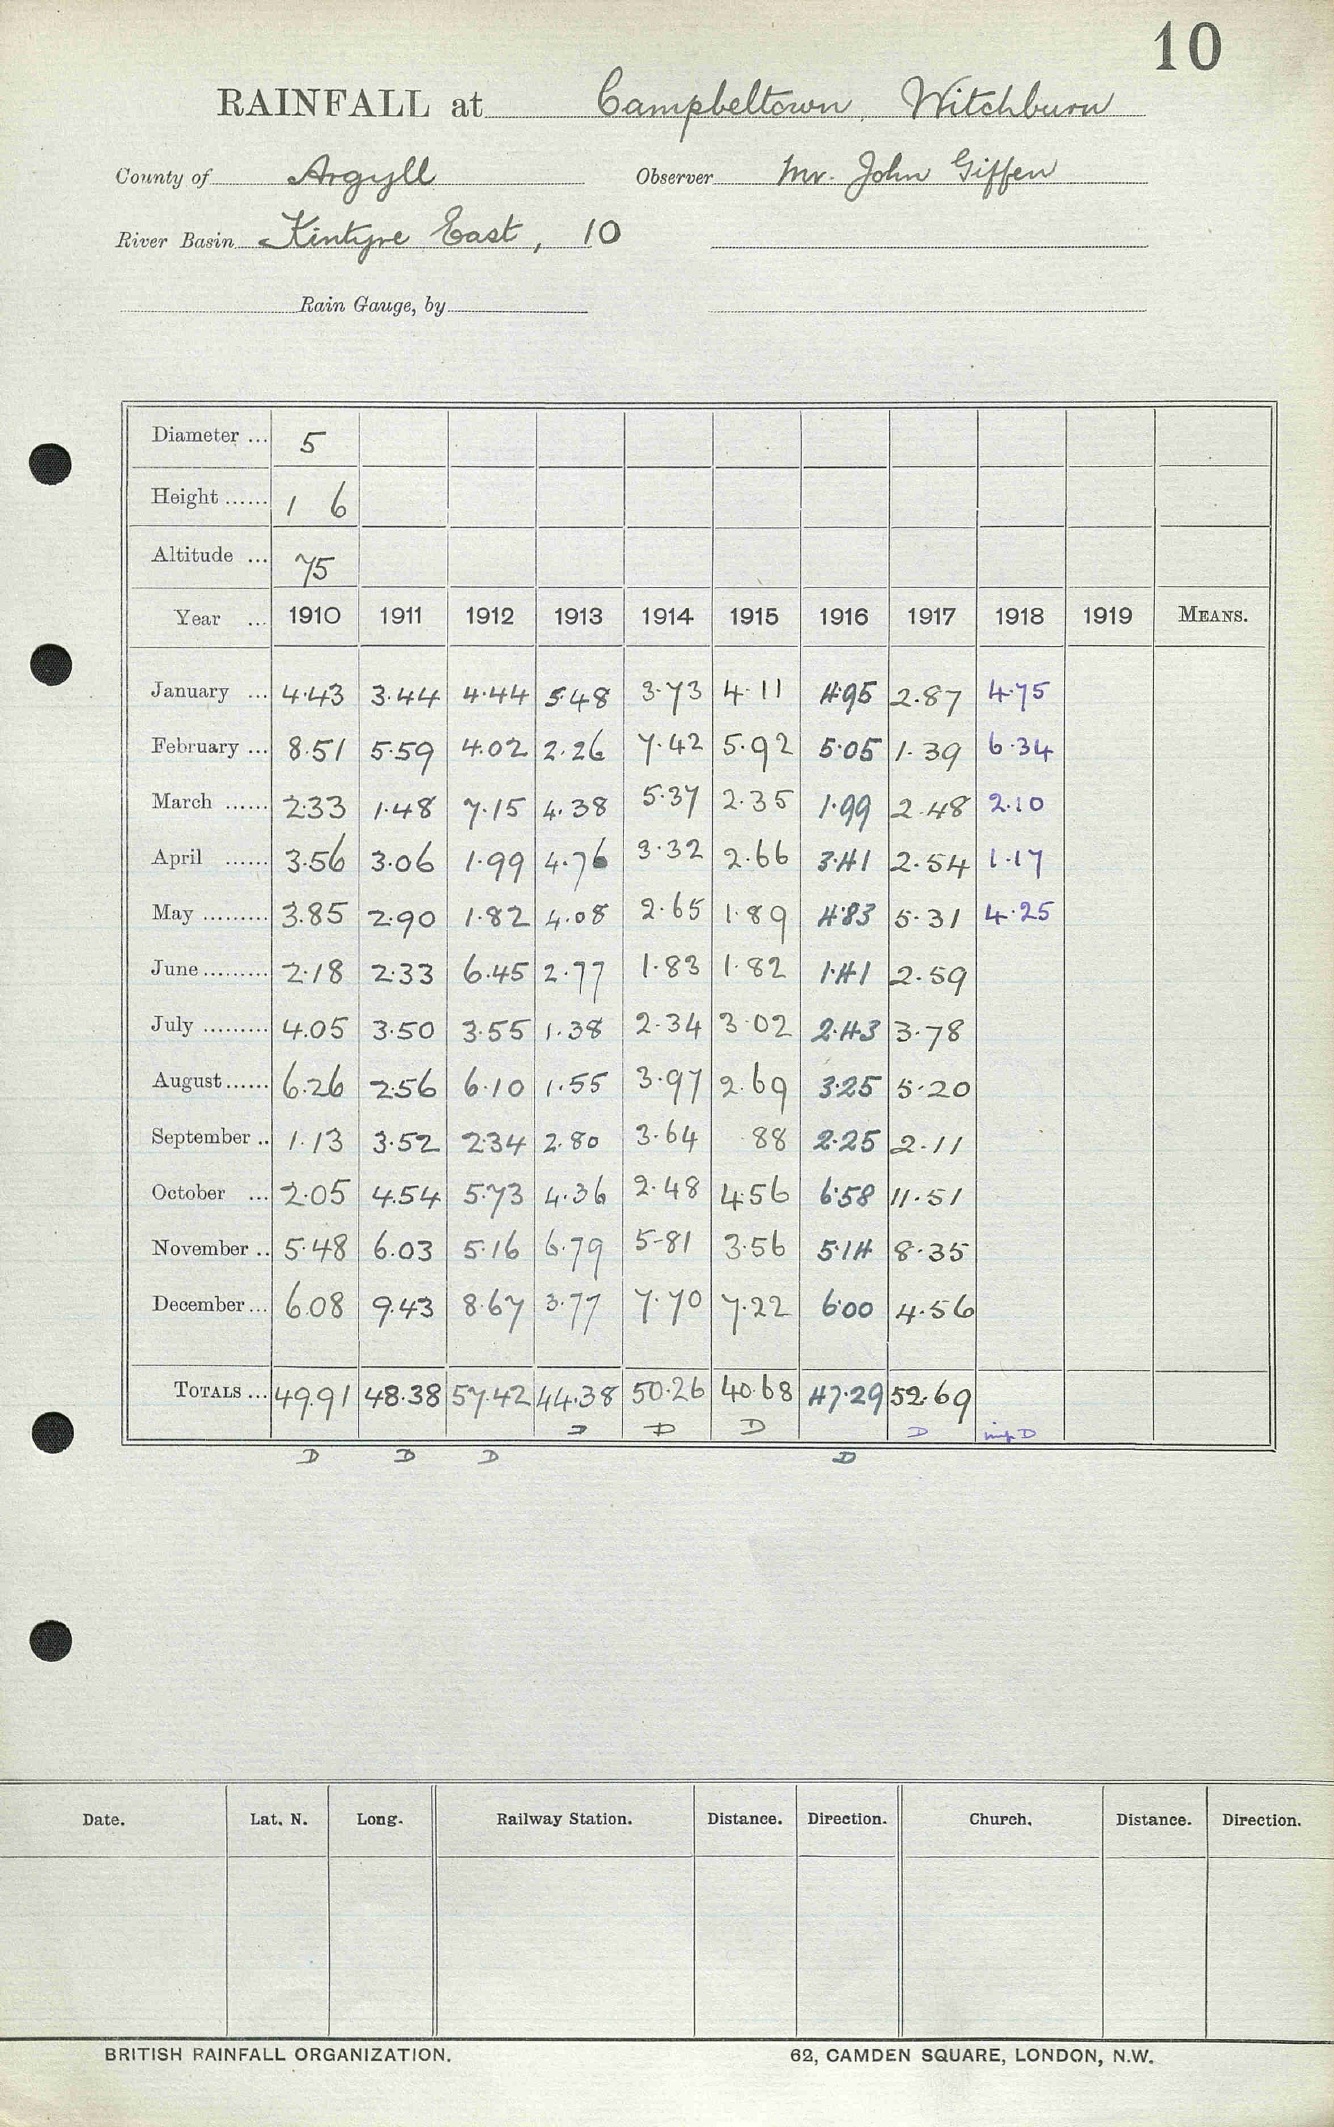 10
RAINFALL at Campbeltown, Witchburn
County of Argyll Observer Mr. John Giffen
River Basin Kintyre East, 10
Rain Gauge, by
Diameter ... 5
Height ...... 1 6
Altitude ... 75
Year ... 1910 1911 1912 1913 1914 1915 1916 1917 1918 1919 MEANS.
January ... 4.43 3.44 4.44 5.48 3.73 4.11 4.95 2.87 4.75
February ... 8.51 5.59 4.02 2.26 7.42 5.92 5.05 1.39 6.34
March ...... 2.33 1.48 7.15 4.38 5.37 2.35 1.99 2.48 2.10
April ...... 3.56 3.06 1.99 4.76 3.32 2.66 3.41 2.54 1.17
May ......... 3.85 2.90 1.82 4.08 2.65 1.89 4.83 5.31 4.25
June ......... 2.18 2.33 6.45 2.77 1.83 1.82 1.41 2.59
July ......... 4.05 3.50 3.55 1.38 2.34 3.02 2.43 3.78
August ...... 6.26 2.56 6.10 1.55 3.97 2.69 3.25 5.20
September .. 1.13 3.52 2.34 2.80 3.64 .88 2.25 2.11
October ... 2.05 4.54 5.73 4.36 2.48 4.56 6.58 11.51
November .. 5.48 6.03 5.16 6.79 5.81 3.56 5.14 8.35
December ... 6.08 9.43 8.67 3.77 7.70 7.22 6.00 4.56
TOTALS ... 49.91 48.38 57.42 44.38 50.26 40.68 47.29 52.69
D D D D imp D
D D D D
Date. Lat. N. Long. Railway Station. Distance. Direction. Church. Distance. Direction.
BRITISH RAINFALL ORGANIZATION. 62, CAMDEN SQUARE, LONDON, N.W.